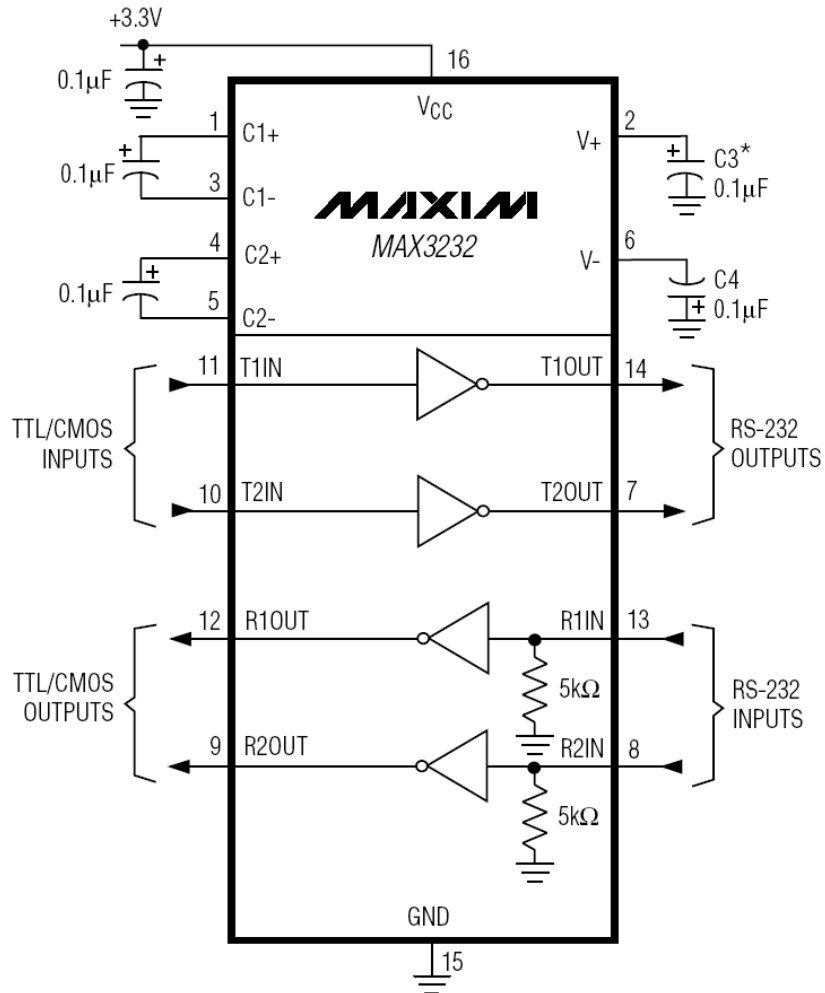 +3.3V
0.1µF
16
VCC
1
C1+
0.1µF
3
C1-
4
C2+
0.1µF
5
C2-
MAXIM
MAX3232
2
V+
C3*
0.1µF
6
V-
C4
0.1µF
11
T1IN
T1OUT
14
TTL/CMOS
INPUTS
RS-232
OUTPUTS
10
T2IN
T2OUT
7
12
R1OUT
R1IN
13
TTL/CMOS
OUTPUTS
5kΩ
RS-232
INPUTS
9
R2OUT
R2IN
8
5kΩ
GND
15
+
+
+
+
+